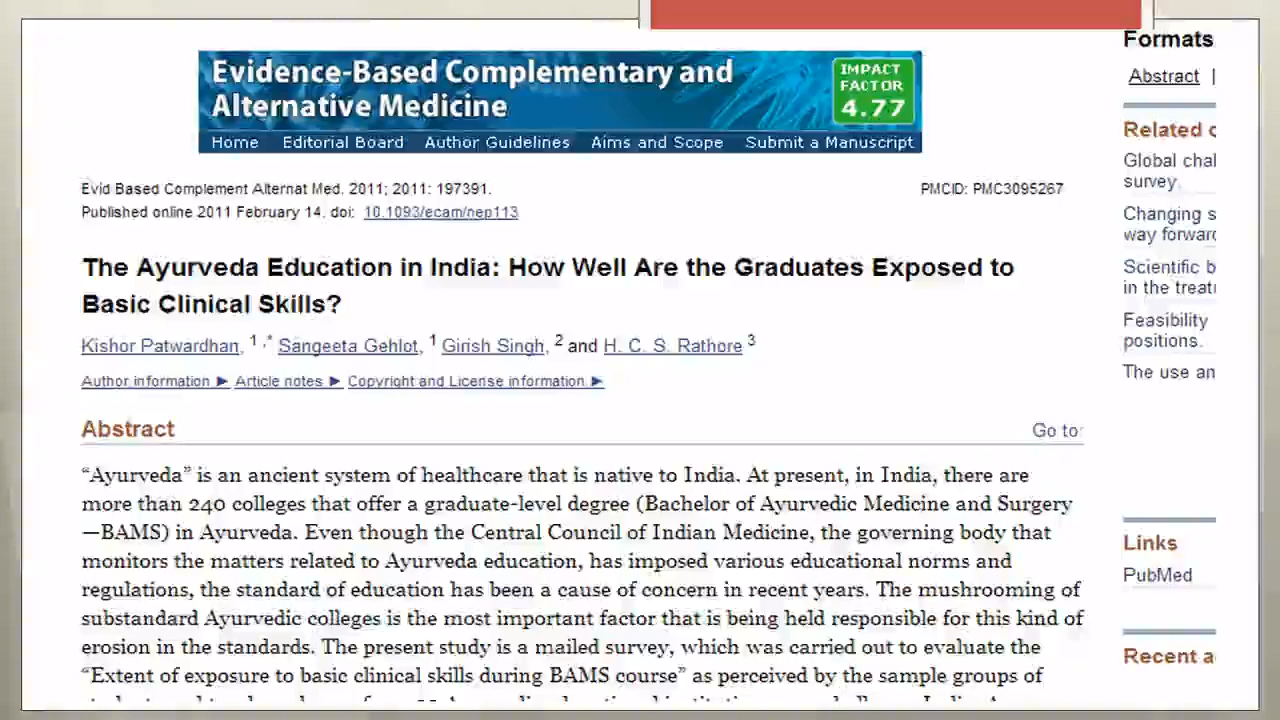 Evidence-Based Complementary and
Alternative Medicine
IMPACT
FACTOR
4.77
Home Editorial Board Author Guidelines Aims and Scope Submit a Manuscript
Evid Based Complement Alternat Med. 2011; 2011: 197391.
PMCID: PMC3095267
Published online 2011 February 14. doi: 10.1093/ecam/nep113
The Ayurveda Education in India: How Well Are the Graduates Exposed to
Basic Clinical Skills?
Kishor Patwardhan, 1 ,* Sangeeta Gehlot, 1 Girish Singh, 2 and H. C. S. Rathore 3
Author information ► Article notes ► Copyright and License information ►
Abstract
Go to:
“Ayurveda” is an ancient system of healthcare that is native to India. At present, in India, there are
more than 240 colleges that offer a graduate-level degree (Bachelor of Ayurvedic Medicine and Surgery
—BAMS) in Ayurveda. Even though the Central Council of Indian Medicine, the governing body that
monitors the matters related to Ayurveda education, has imposed various educational norms and
regulations, the standard of education has been a cause of concern in recent years. The mushrooming of
substandard Ayurvedic colleges is the most important factor that is being held responsible for this kind of
erosion in the standards. The present study is a mailed survey, which was carried out to evaluate the
“Extent of exposure to basic clinical skills during BAMS course” as perceived by the sample groups of
Formats
Abstract |
Related
Global
survey.
Changing
way
Scientific
in the
Feasibility
positions.
The use
Links
PubMed
Recent